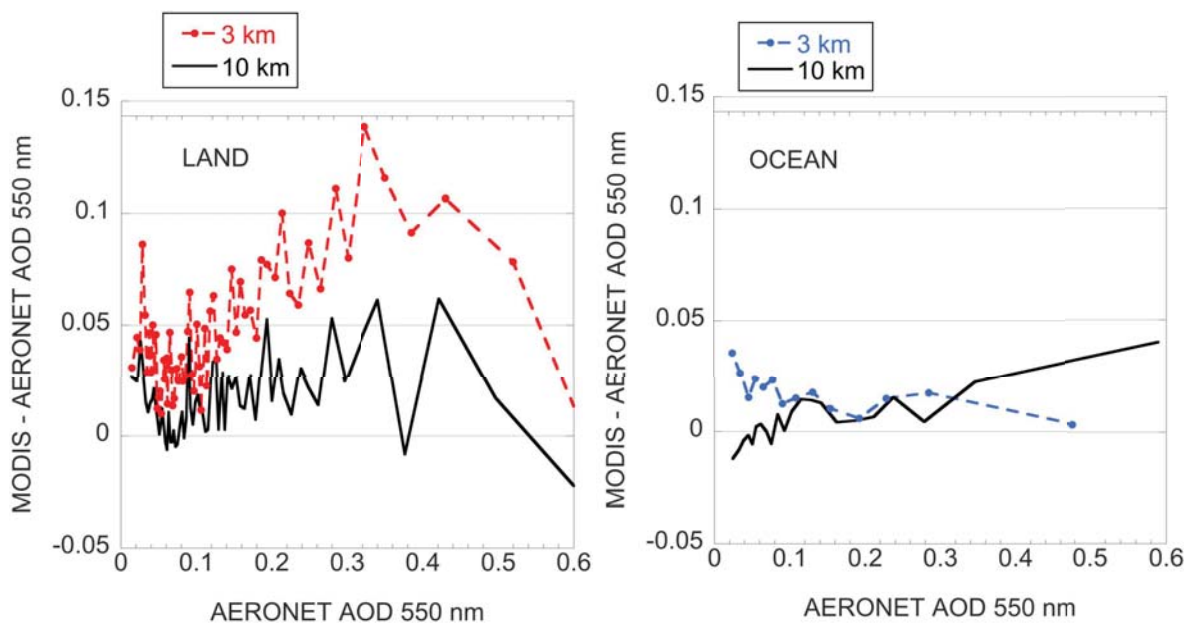 3 km
10 km
0.15
LAND
0.1
0.05
0
-0.05
MODIS - AERONET AOD 550 nm
0 0.1 0.2 0.3 0.4 0.5 0.6
AERONET AOD 550 nm
3 km
10 km
0.15
OCEAN
0.1
0.05
0
-0.05
MODIS - AERONET AOD 550 nm
0 0.1 0.2 0.3 0.4 0.5 0.6
AERONET AOD 550 nm